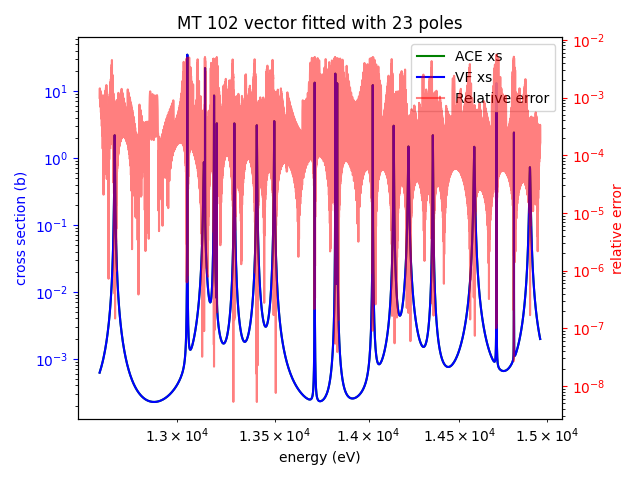 MT 102 vector fitted with 23 poles
ACE xs
VF xs
Relative error
cross section (b)
10¹
10⁰
10⁻¹
10⁻²
10⁻³
relative error
10⁻²
10⁻³
10⁻⁴
10⁻⁵
10⁻⁶
10⁻⁷
10⁻⁸
1.3 × 10⁴ 1.35 × 10⁴ 1.4 × 10⁴ 1.45 × 10⁴ 1.5 × 10⁴
energy (eV)